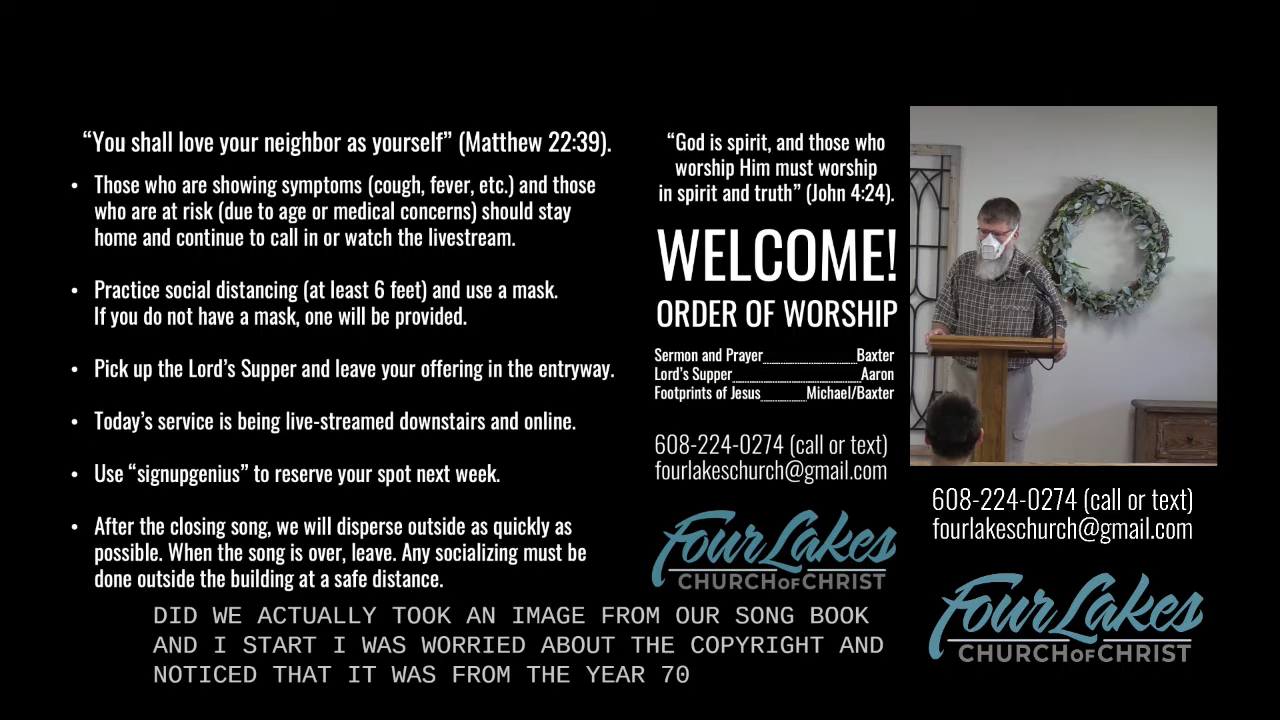 “You shall love your neighbor as yourself” (Matthew 22:39).
• Those who are showing symptoms (cough, fever, etc.) and those
who are at risk (due to age or medical concerns) should stay
home and continue to call in or watch the livestream.
• Practice social distancing (at least 6 feet) and use a mask.
If you do not have a mask, one will be provided.
• Pick up the Lord’s Supper and leave your offering in the entryway.
• Today’s service is being live-streamed downstairs and online.
• Use “signupgenius” to reserve your spot next week.
• After the closing song, we will disperse outside as quickly as
possible. When the song is over, leave. Any socializing must be
done outside the building at a safe distance.
“God is spirit, and those who
worship Him must worship
in spirit and truth” (John 4:24).
WELCOME!
ORDER OF WORSHIP
Sermon and Prayer Baxter
Lord’s Supper Aaron
Footprints of Jesus Michael/Baxter
608-224-0274 (call or text)
fourlakeschurch@gmail.com
Four Lakes
CHURCH OF CHRIST
608-224-0274 (call or text)
fourlakeschurch@gmail.com
Four Lakes
CHURCH OF CHRIST
DID WE ACTUALLY TOOK AN IMAGE FROM OUR SONG BOOK
AND I START I WAS WORRIED ABOUT THE COPYRIGHT AND
NOTICED THAT IT WAS FROM THE YEAR 70